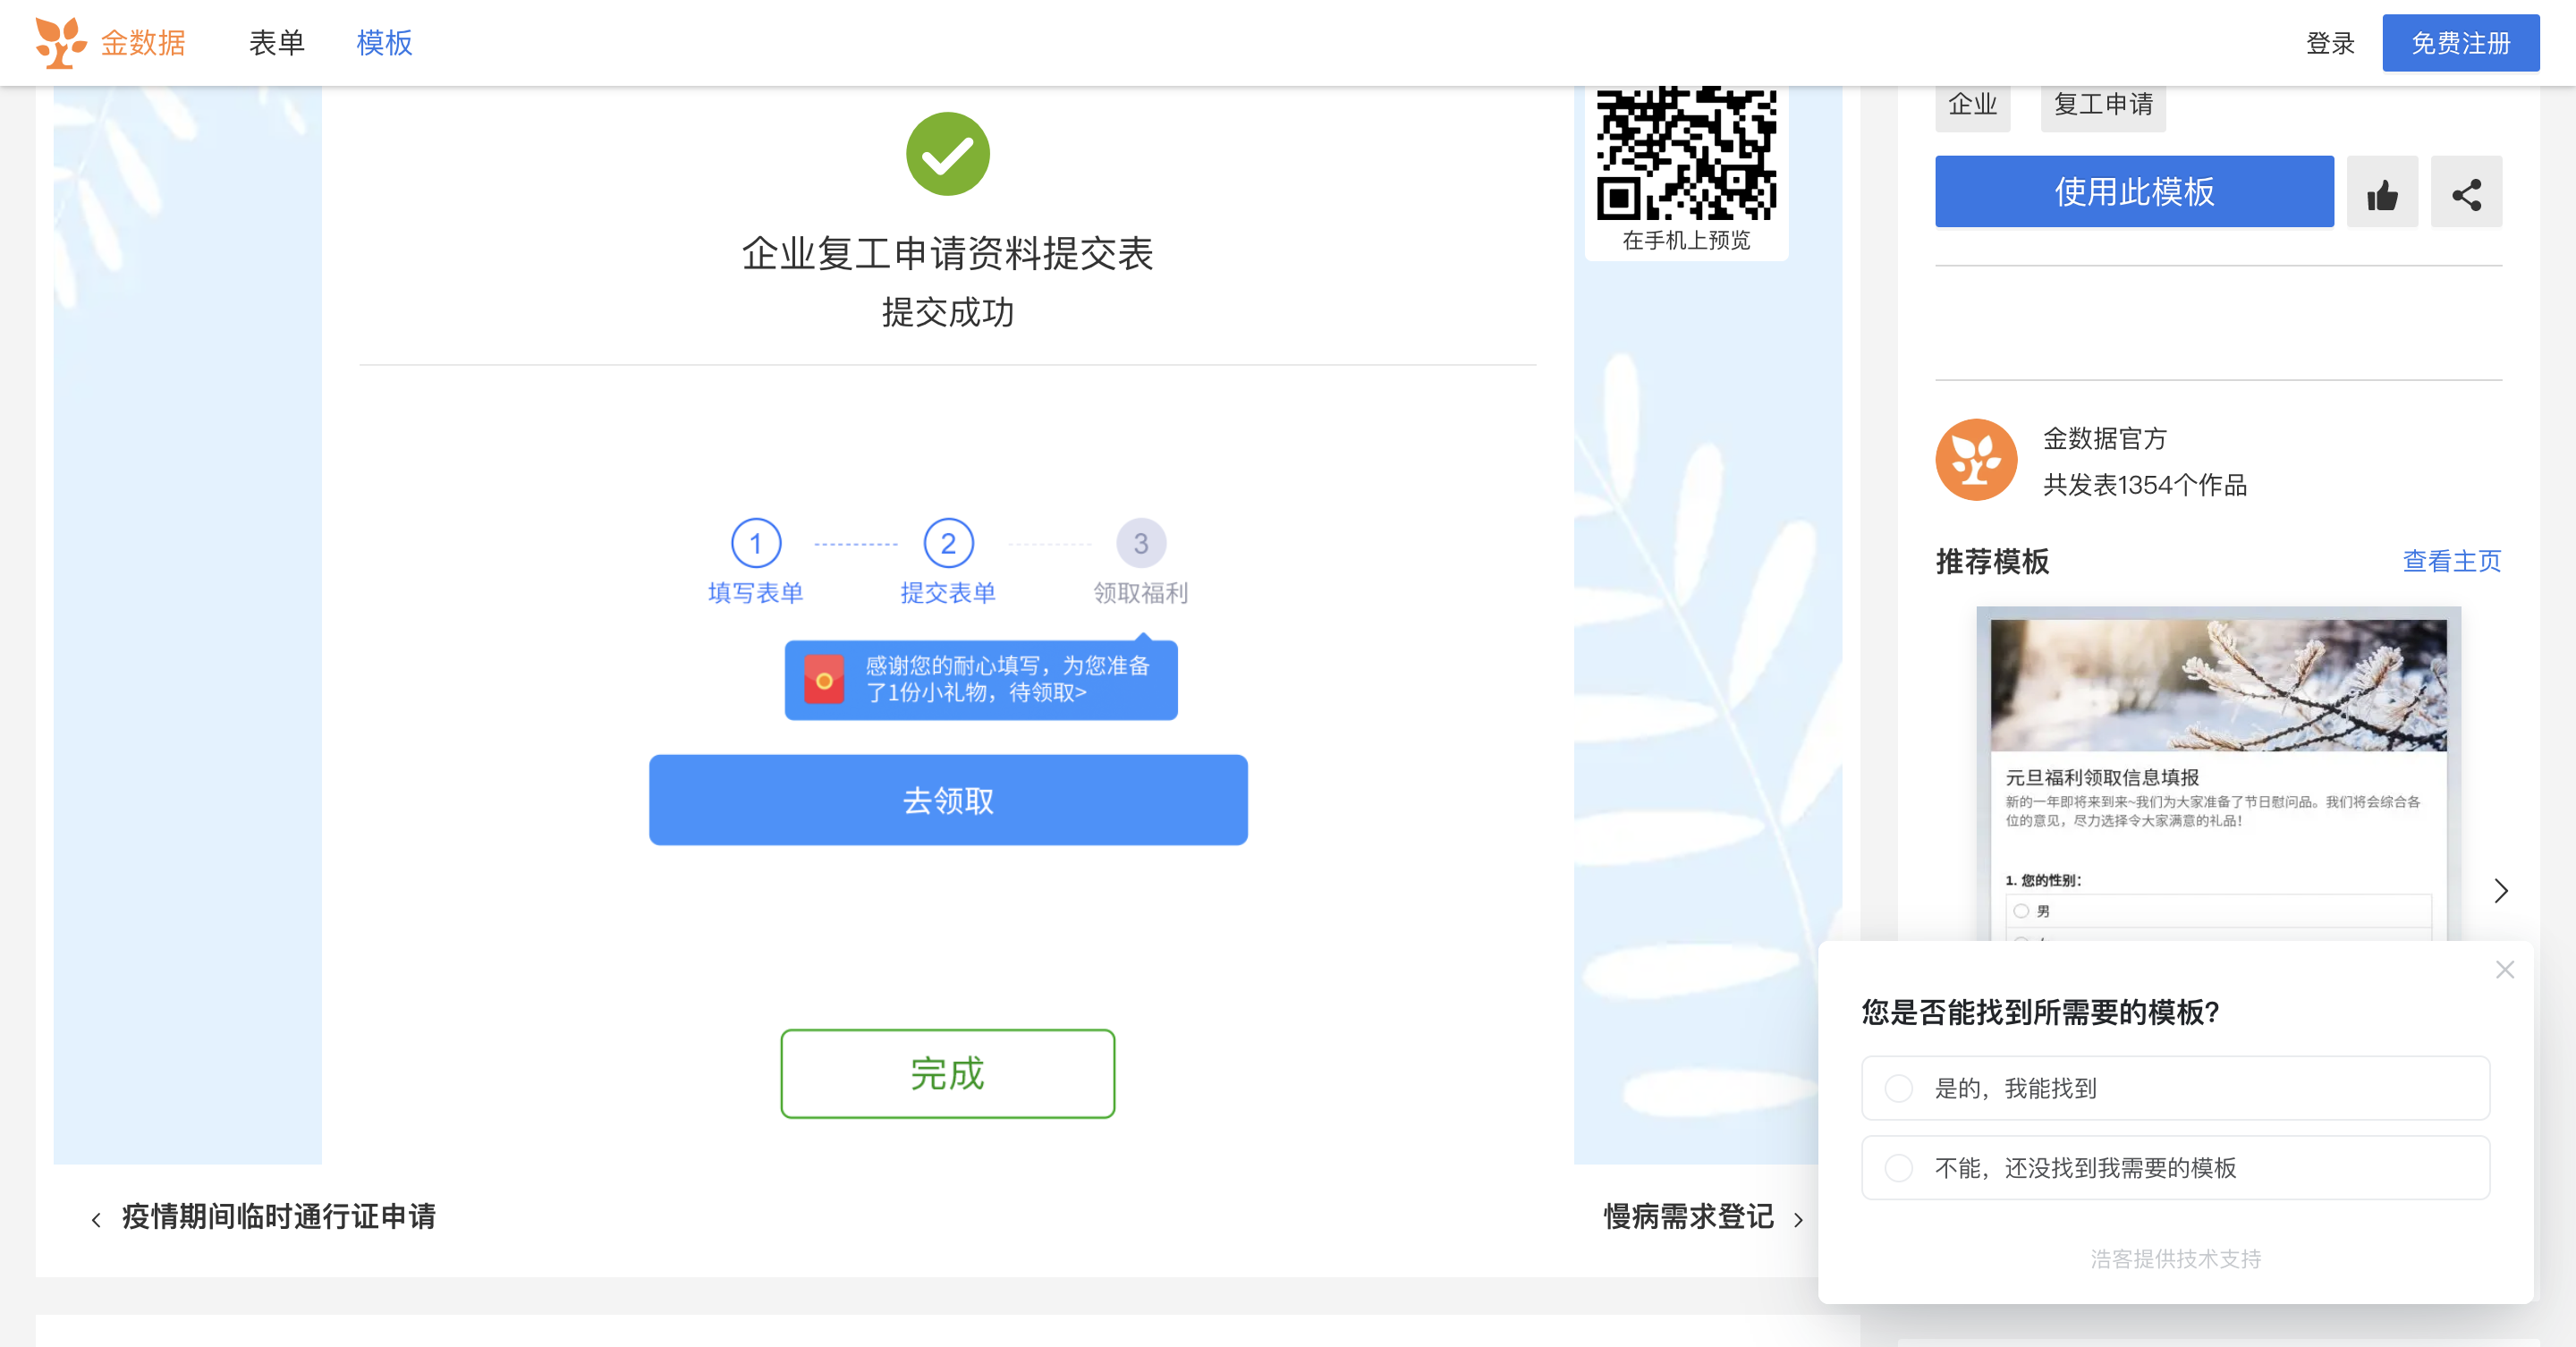 金数据
表单
模板
登录
免费注册
企业
复工申请
使用此模板
在手机上预览
企业复工申请资料提交表
提交成功
金数据官方
共发表1354个作品
推荐模板
查看主页
1
2
3
填写表单
提交表单
领取福利
感谢您的耐心填写，为您准备
了1份小礼物，待领取>
去领取
元旦福利领取信息填报
新的一年即将来到来~我们为大家准备了节日慰问品。我们将会综合各
位的意见，尽力选择令大家满意的礼品！
1. 您的性别：
男
完成
疫情期间临时通行证申请
慢病需求登记
您是否能找到所需要的模板?
是的，我能找到
不能，还没找到我需要的模板
浩客提供技术支持